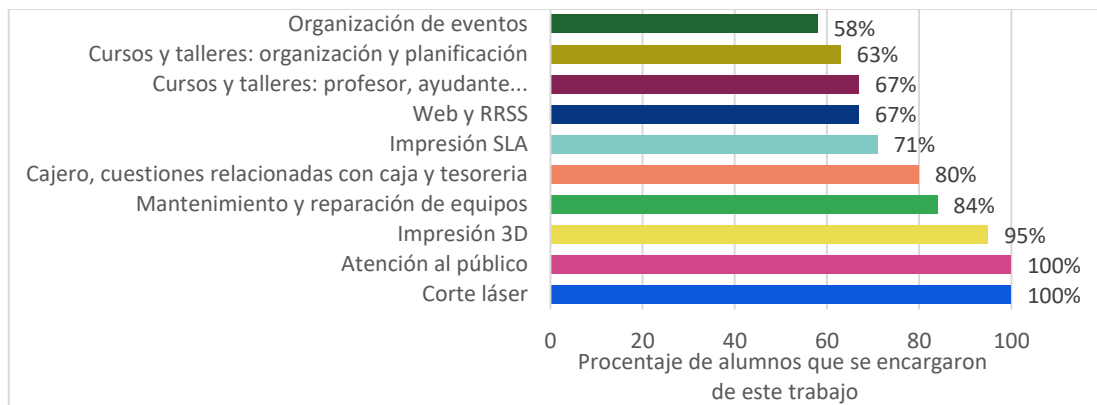 Organización de eventos
58%
Cursos y talleres: organización y planificación
63%
Cursos y talleres: profesor, ayudante...
67%
Web y RRSS
67%
Impresión SLA
71%
Cajero, cuestiones relacionadas con caja y tesoreria
80%
Mantenimiento y reparación de equipos
84%
Impresión 3D
95%
Atención al público
100%
Corte láser
100%
0 20 40 60 80 100
Procentaje de alumnos que se encargaron
de este trabajo